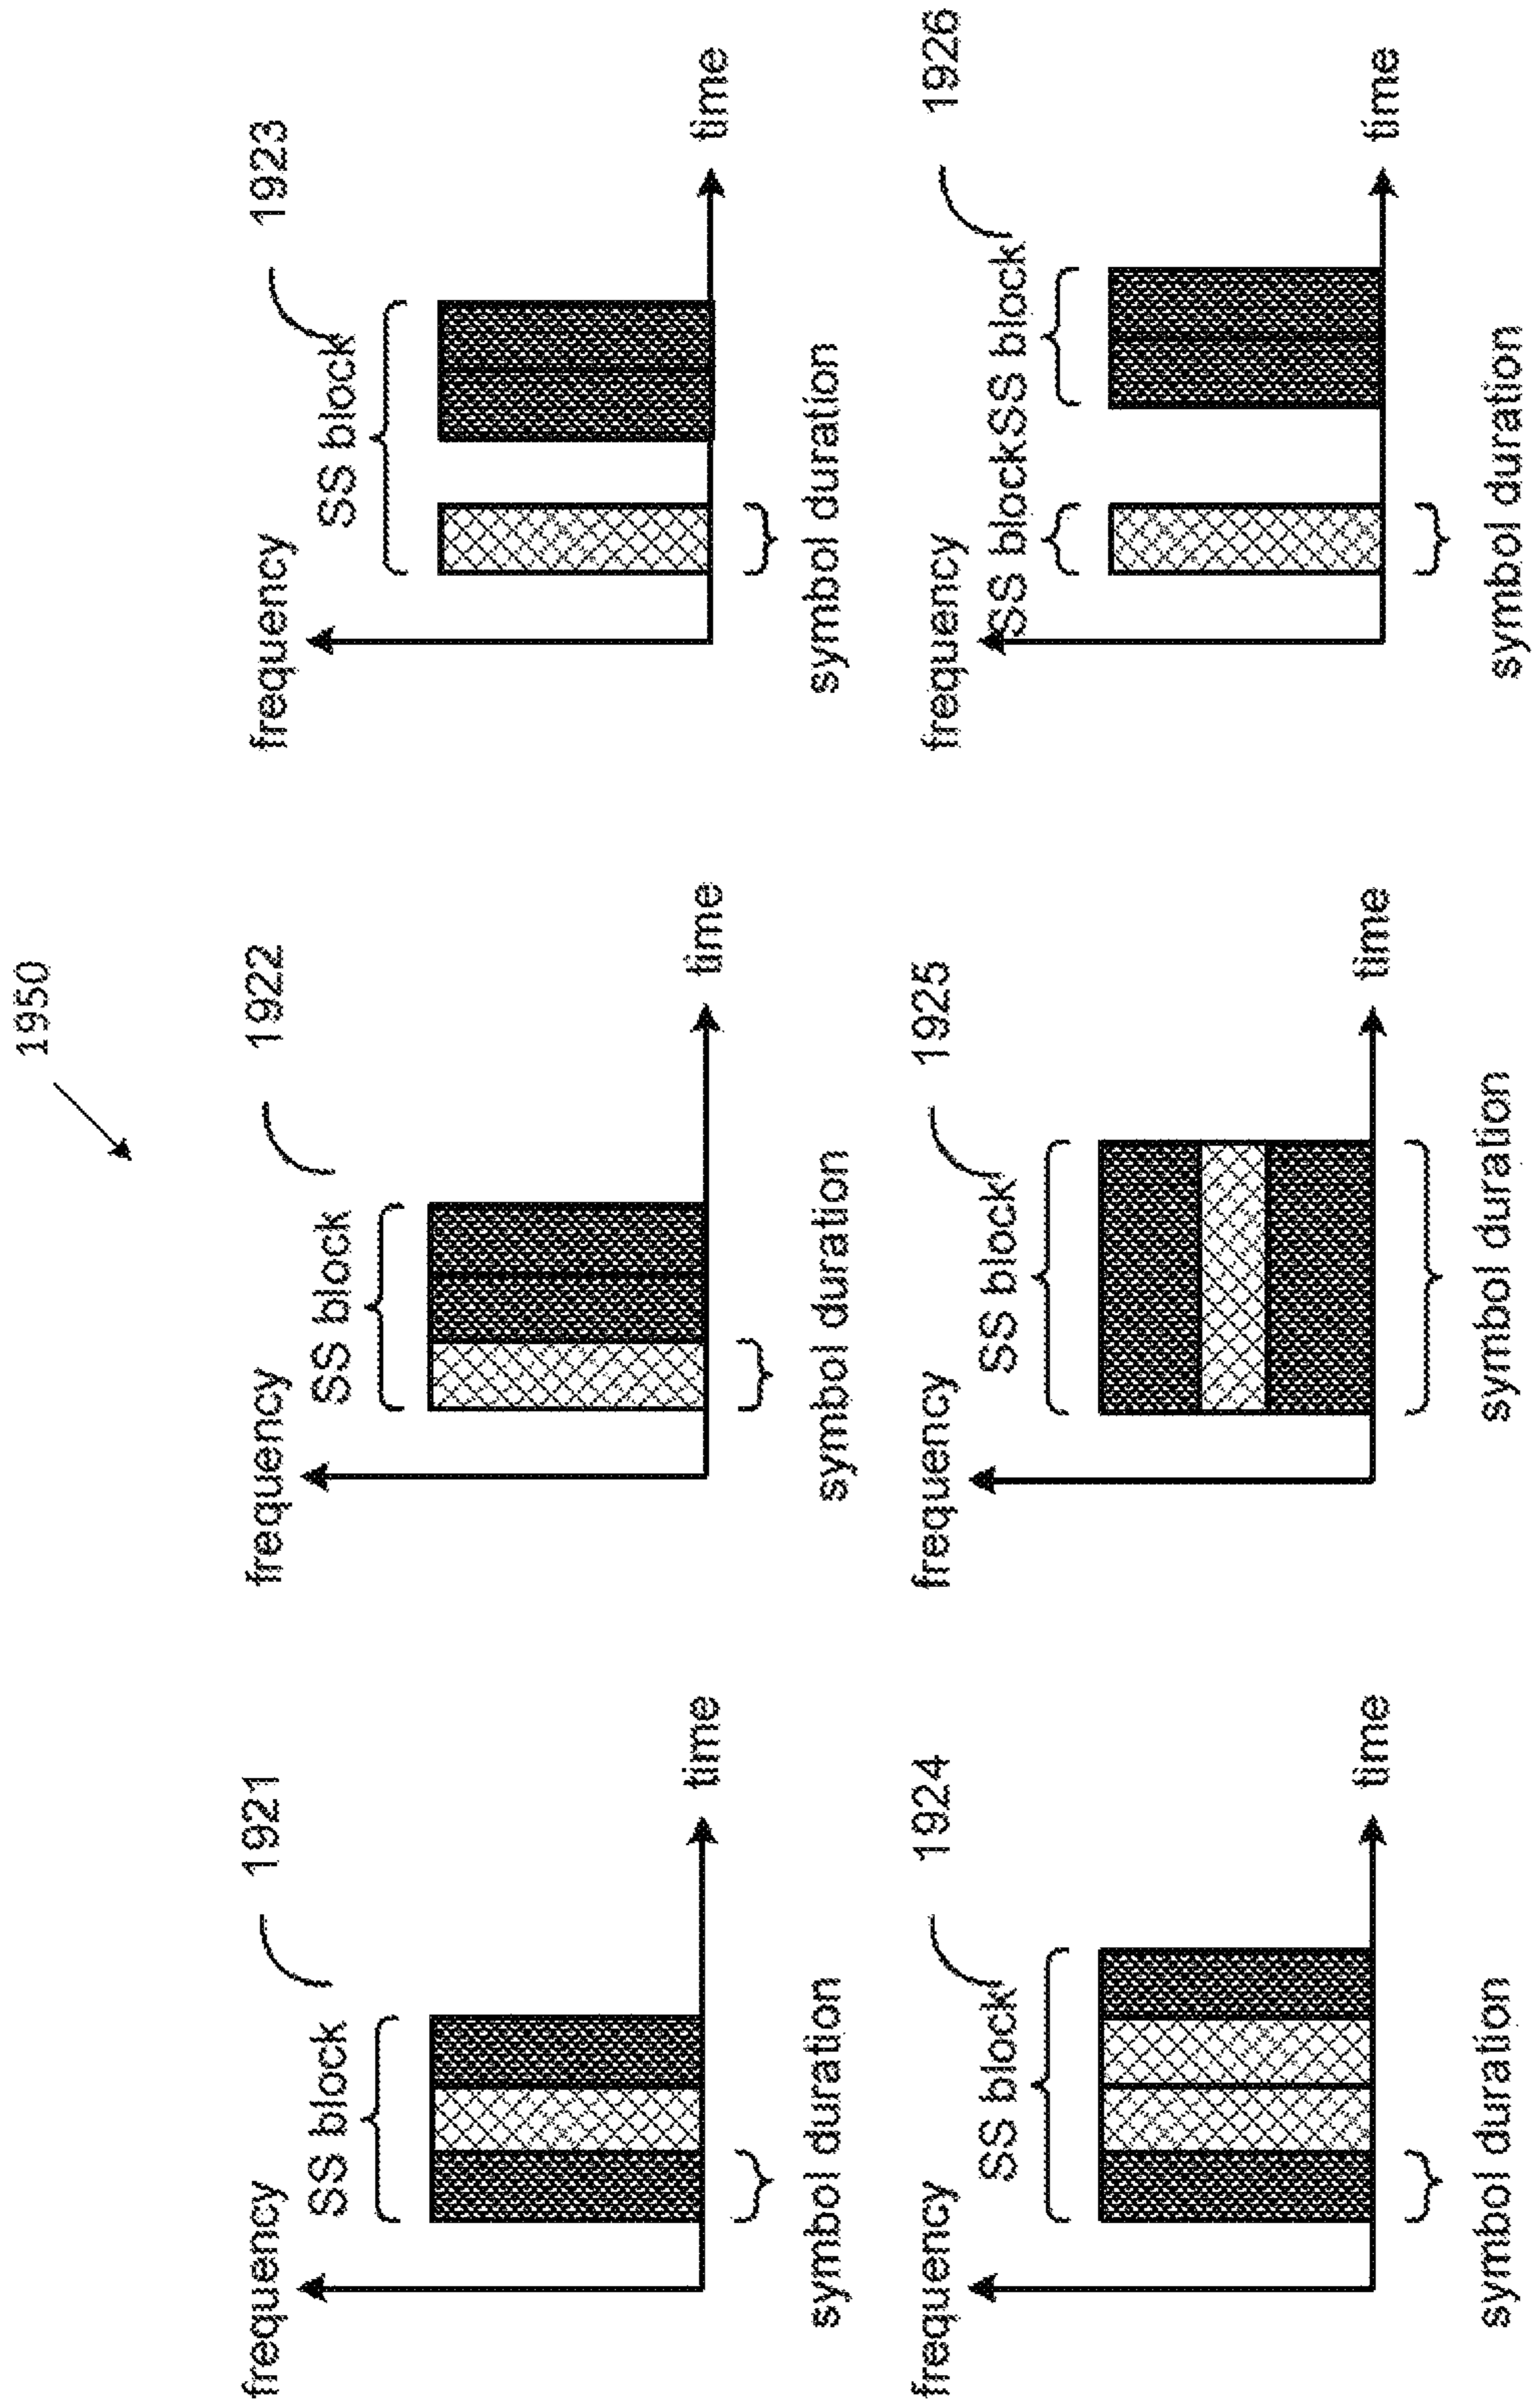 1950
frequency
SS block
1921
time
symbol duration
frequency
SS block
1922
time
symbol duration
frequency
SS block
1923
time
symbol duration
frequency
SS block
1924
time
symbol duration
frequency
SS block
1925
time
symbol duration
frequency
SS blockSS block
1926
time
symbol duration